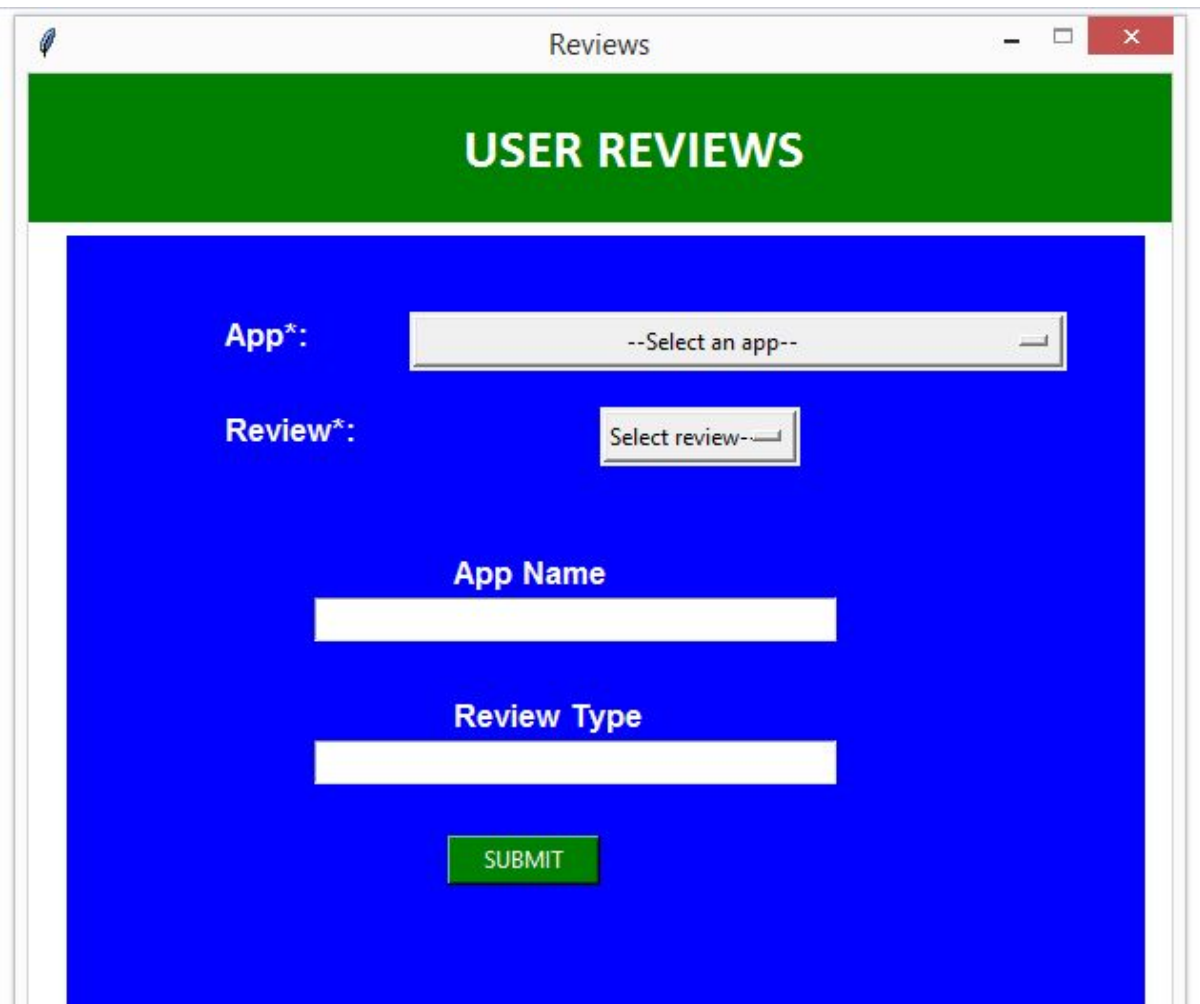 Reviews
USER REVIEWS
App*:
--Select an app--
Review*:
Select review--
App Name
Review Type
SUBMIT